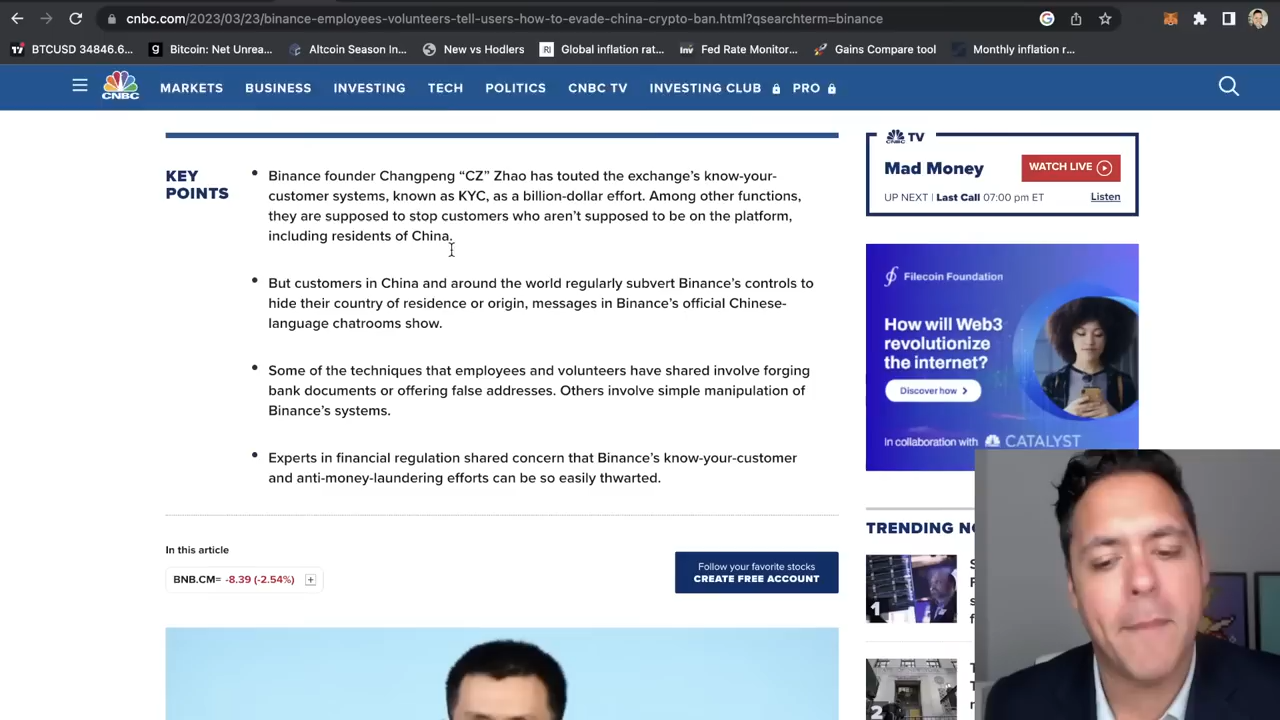 cnbc.com/2023/03/23/binance-employees-volunteers-tell-users-how-to-evade-china-crypto-ban.html?qsearchterm=binance
BTCUSD 34846.6... Bitcoin: Net Unrea... Altcoin Season In... New vs Hodlers Global inflation rat... Fed Rate Monitor... Gains Compare tool Monthly inflation r...
CNBC MARKETS BUSINESS INVESTING TECH POLITICS CNBC TV INVESTING CLUB PRO
KEY
POINTS
Binance founder Changpeng “CZ” Zhao has touted the exchange’s know-your-
customer systems, known as KYC, as a billion-dollar effort. Among other functions,
they are supposed to stop customers who aren’t supposed to be on the platform,
including residents of China.
But customers in China and around the world regularly subvert Binance’s controls to
hide their country of residence or origin, messages in Binance’s official Chinese-
language chatrooms show.
Some of the techniques that employees and volunteers have shared involve forging
bank documents or offering false addresses. Others involve simple manipulation of
Binance’s systems.
Experts in financial regulation shared concern that Binance’s know-your-customer
and anti-money-laundering efforts can be so easily thwarted.
In this article
BNB.CM= -8.39 (-2.54%) +
Follow your favorite stocks
CREATE FREE ACCOUNT
TV
Mad Money
WATCH LIVE
UP NEXT | Last Call 07:00 pm ET
Listen
Filecoin Foundation
How will Web3
revolutionize
the internet?
Discover how >
In collaboration with CATALYST
TRENDING NO
1
2